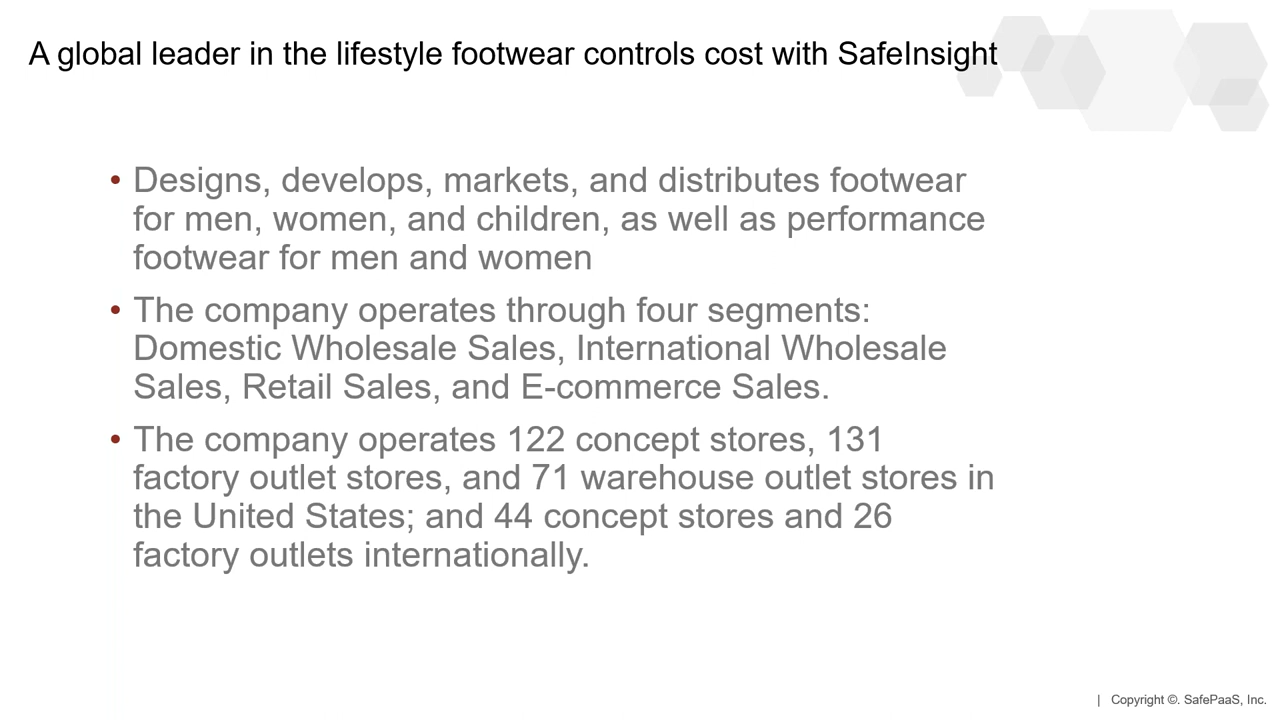 A global leader in the lifestyle footwear controls cost with SafeInsight
• Designs, develops, markets, and distributes footwear
for men, women, and children, as well as performance
footwear for men and women
• The company operates through four segments:
Domestic Wholesale Sales, International Wholesale
Sales, Retail Sales, and E-commerce Sales.
• The company operates 122 concept stores, 131
factory outlet stores, and 71 warehouse outlet stores in
the United States; and 44 concept stores and 26
factory outlets internationally.
| Copyright ©. SafePaaS, Inc.